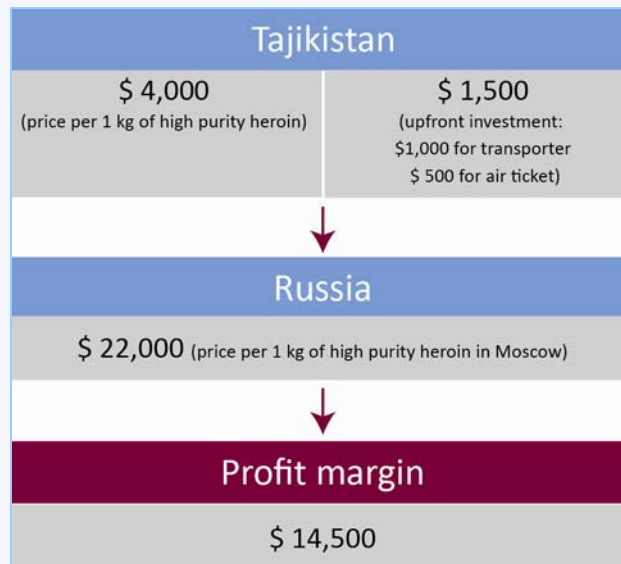 Tajikistan
$ 4,000
(price per 1 kg of high purity heroin)
$ 1,500
(upfront investment:
$1,000 for transporter
$ 500 for air ticket)
Russia
$ 22,000 (price per 1 kg of high purity heroin in Moscow)
Profit margin
$ 14,500